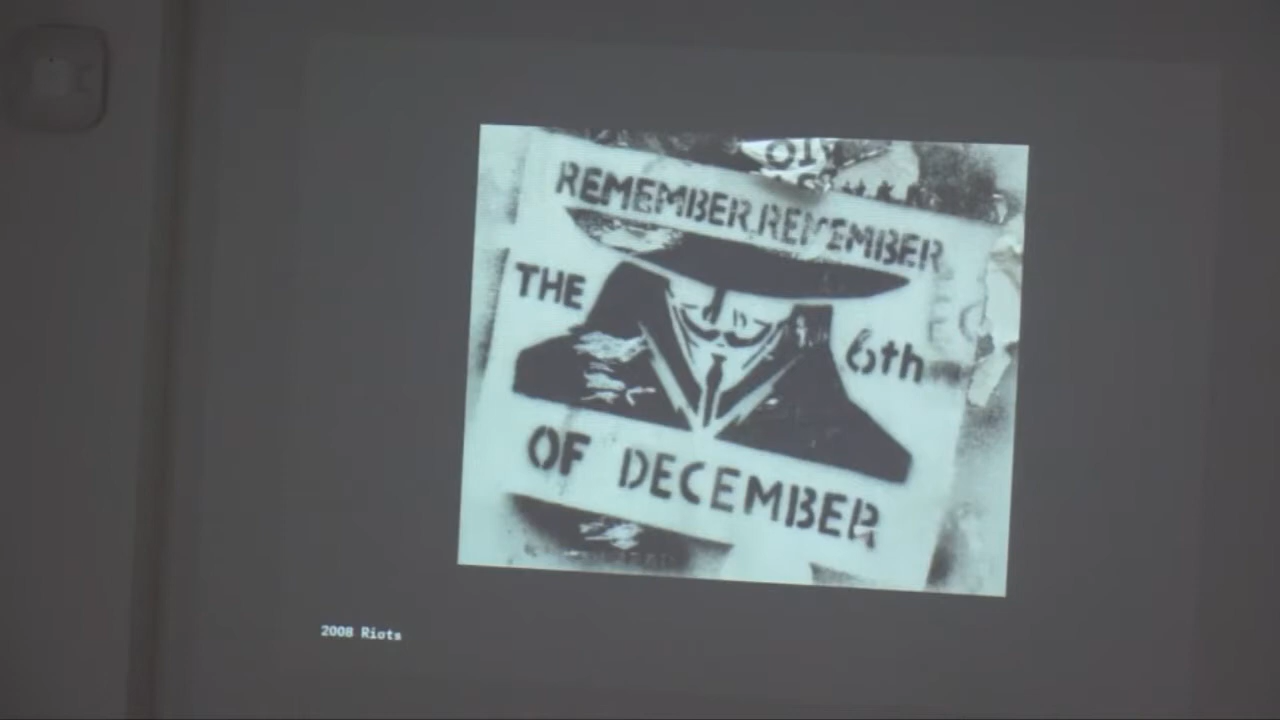 REMEMBER, REMEMBER
THE
6th
OF DECEMBER
2008 Riots